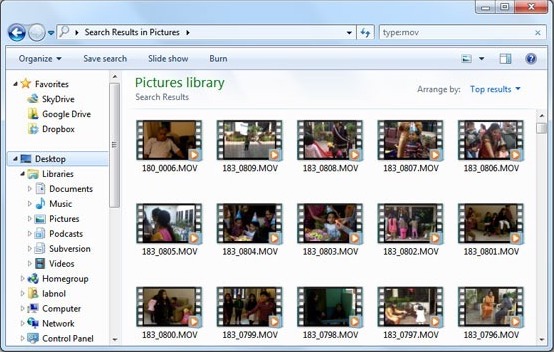 Search Results in Pictures
type:mov
Organize Save search Slide show Burn
Favorites
SkyDrive
Google Drive
Dropbox
Desktop
Libraries
Documents
Music
Pictures
Podcasts
Subversion
Videos
Homegroup
labnol
Computer
Network
Control Panel
Pictures library
Search Results
Arrange by: Top results
180_0006.MOV 183_0809.MOV 183_0808.MOV 183_0807.MOV 183_0806.MOV
183_0805.MOV 183_0804.MOV 183_0803.MOV 183_0802.MOV 183_0801.MOV
183_0800.MOV 183_0799.MOV 183_0798.MOV 183_0797.MOV 183_0796.MOV